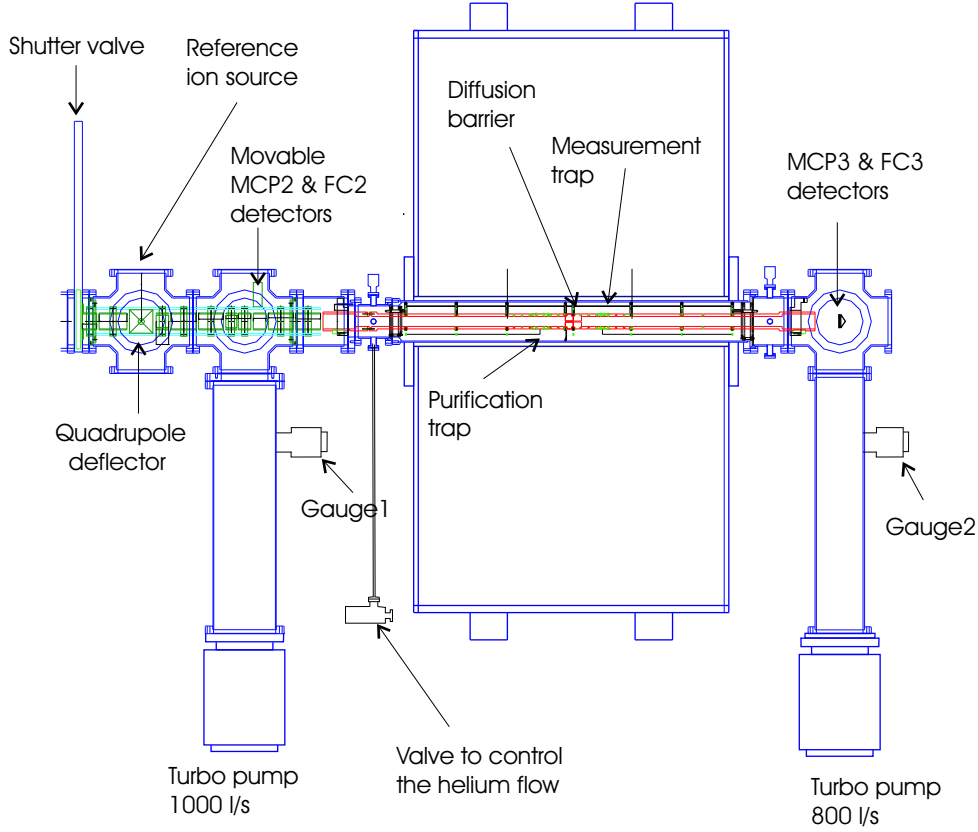 Shutter valve
Reference
ion source
Movable
MCP2 & FC2
detectors
Diffusion
barrier
Measurement
trap
MCP3 & FC3
detectors
Quadrupole
deflector
Purification
trap
Gauge1
Gauge2
Valve to control
the helium flow
Turbo pump
1000 l/s
Turbo pump
800 l/s